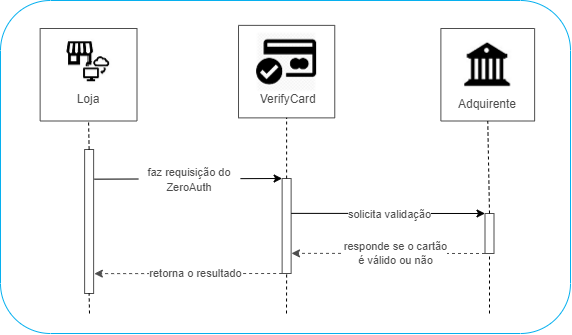 Loja
VerifyCard
Adquirente
faz requisição do
ZeroAuth
solicita validação
responde se o cartão
é válido ou não
retorna o resultado